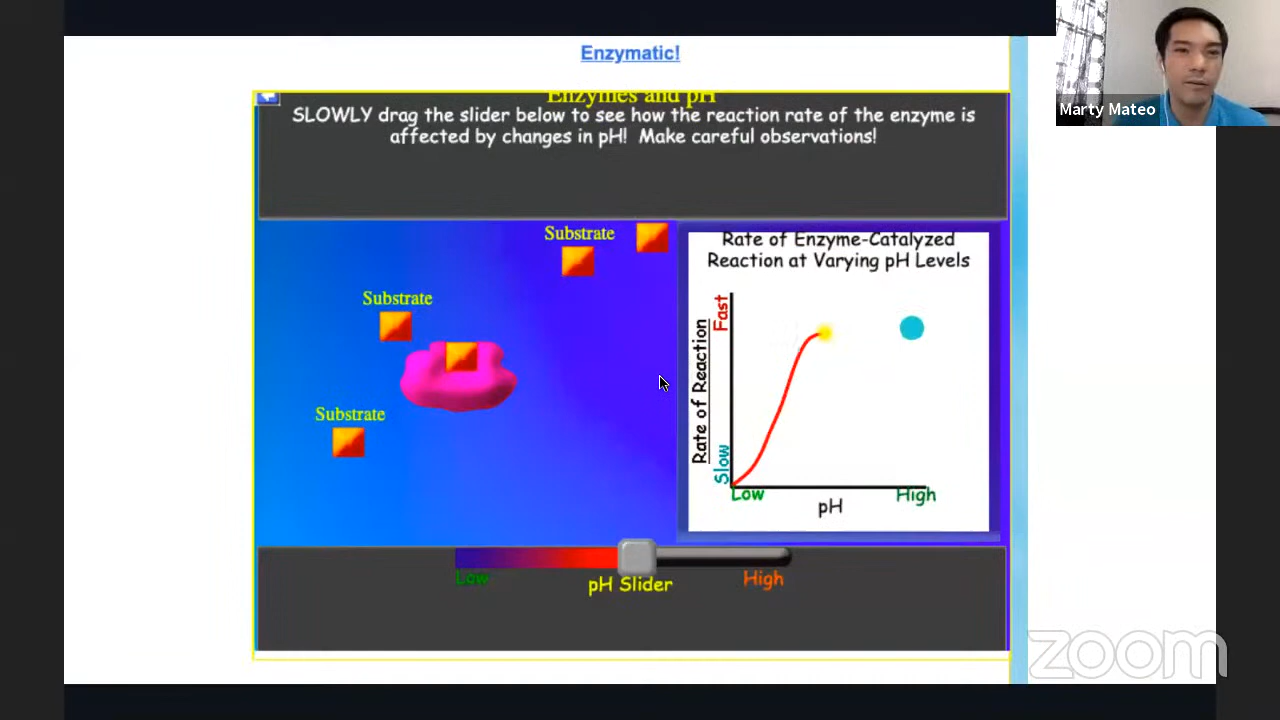 Enzymatic!
Enzymes and pH
SLOWLY drag the slider below to see how the reaction rate of the enzyme is
affected by changes in pH!  Make careful observations!
Marty Mateo
Substrate
Substrate
Substrate
Rate of Enzyme-Catalyzed
Reaction at Varying pH Levels
Fast
Rate of Reaction
Slow
Low
High
pH
Low
pH Slider
High
zoom